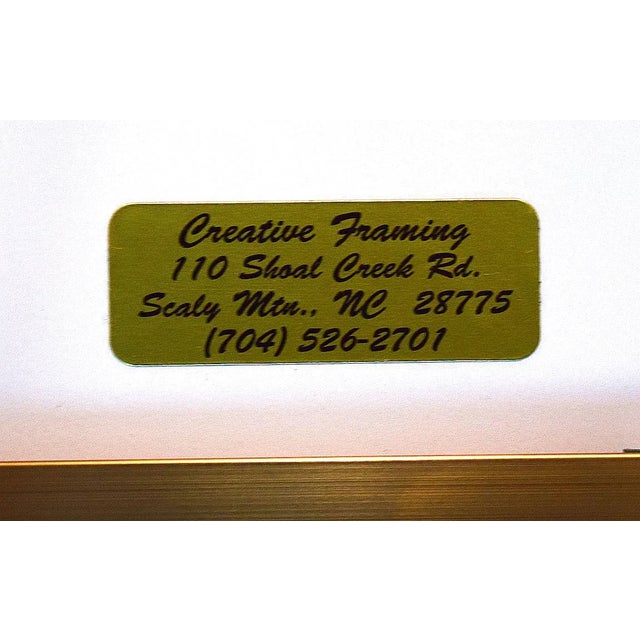 Creative Framing
110 Shoal Creek Rd.
Scaly Mtn., NC 28775
(704) 526-2701